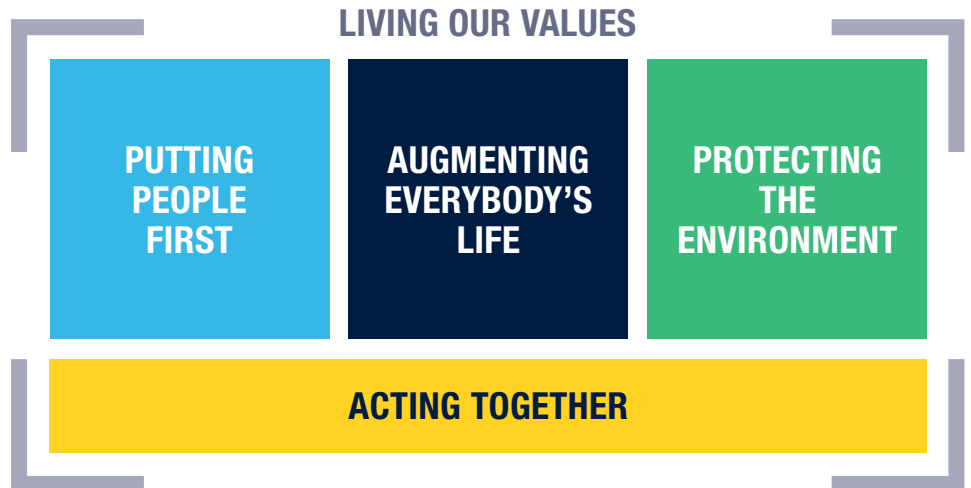 LIVING OUR VALUES
PUTTING
PEOPLE
FIRST
AUGMENTING
EVERYBODY’S
LIFE
PROTECTING
THE
ENVIRONMENT
ACTING TOGETHER